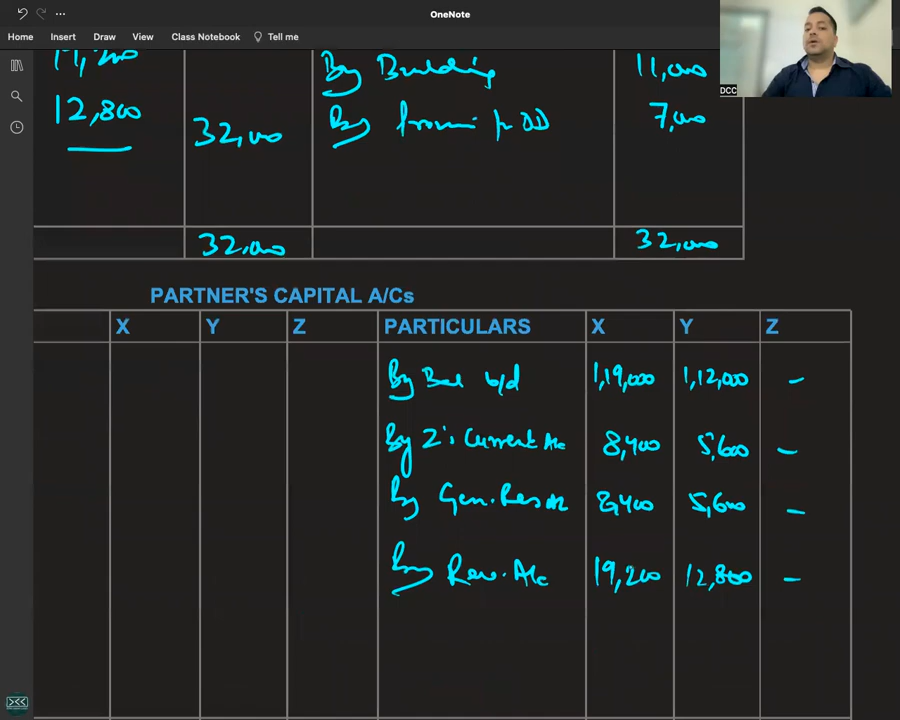 OneNote
Home Insert Draw View Class Notebook Tell me
DCC
By Building 11,000
12,800 32,000 By Provision for DD 7,000
32,000 32,000
PARTNER'S CAPITAL A/Cs
X Y Z PARTICULARS X Y Z
By Bal b/d 1,19,000 1,12,000 -
By Z's Current A/c 8,400 5,600 -
By Gen. Res A/c 8,400 5,600 -
By Rev. A/c 19,200 12,800 -